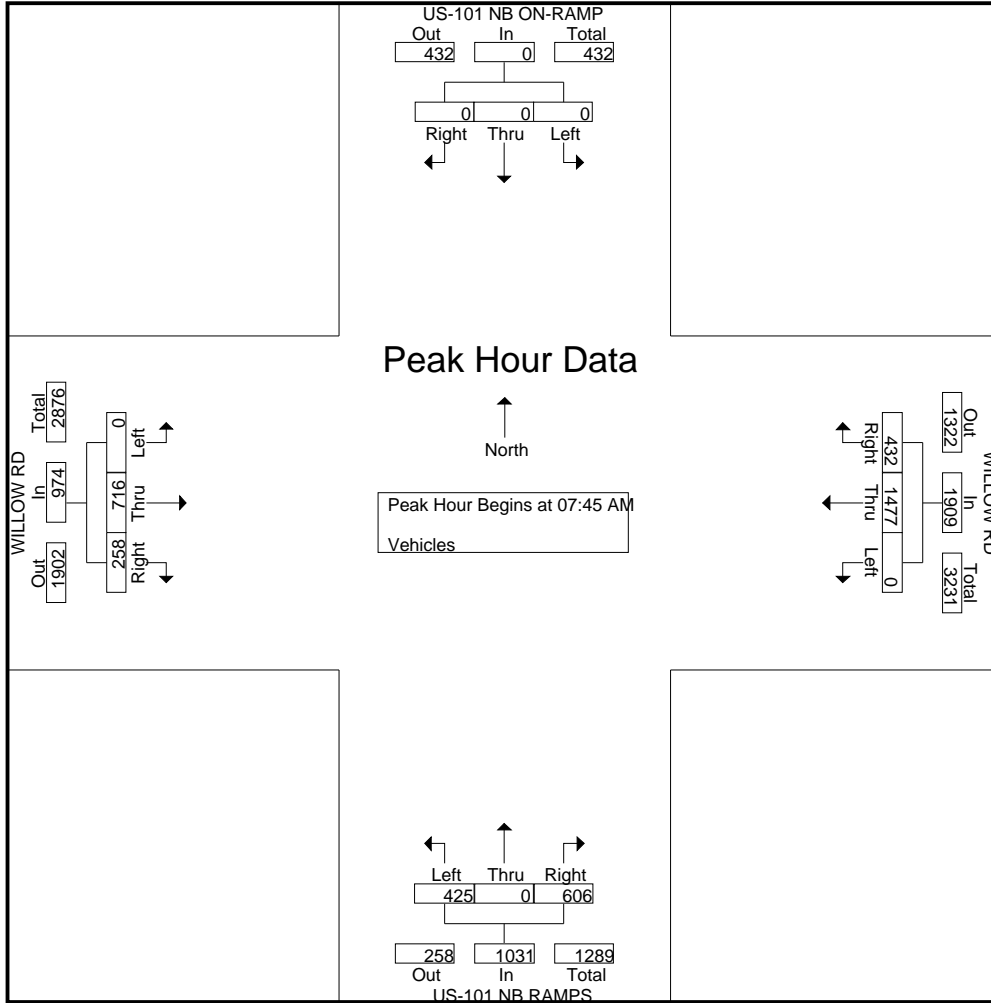 US-101 NB ON-RAMP
Out In Total
432 0 432
0 0 0
Right Thru Left
Peak Hour Data
North
Peak Hour Begins at 07:45 AM
Vehicles
WILLOW RD
Out In Total
1902 974 2876
258 716 0
Right Thru Left
WILLOW RD
Out In Total
1322 1909 3231
432 1477 0
Right Thru Left
Left Thru Right
425 0 606
258 1031 1289
Out In Total
US-101 NB RAMPS